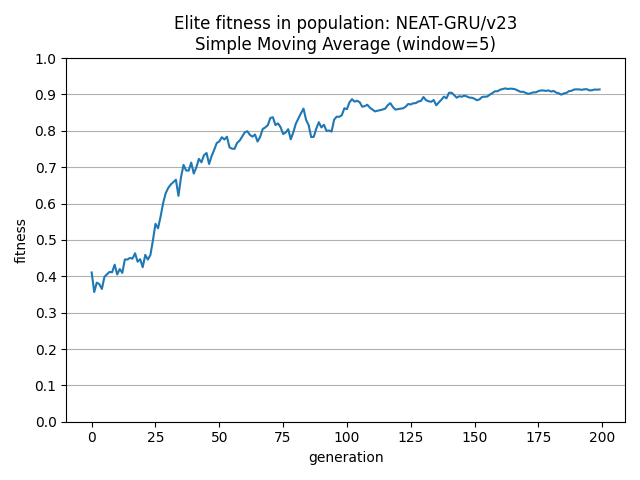 Elite fitness in population: NEAT-GRU/v23
Simple Moving Average (window=5)
1.0
0.9
0.8
0.7
0.6
0.5
0.4
0.3
0.2
0.1
0.0
fitness
0 25 50 75 100 125 150 175 200
generation